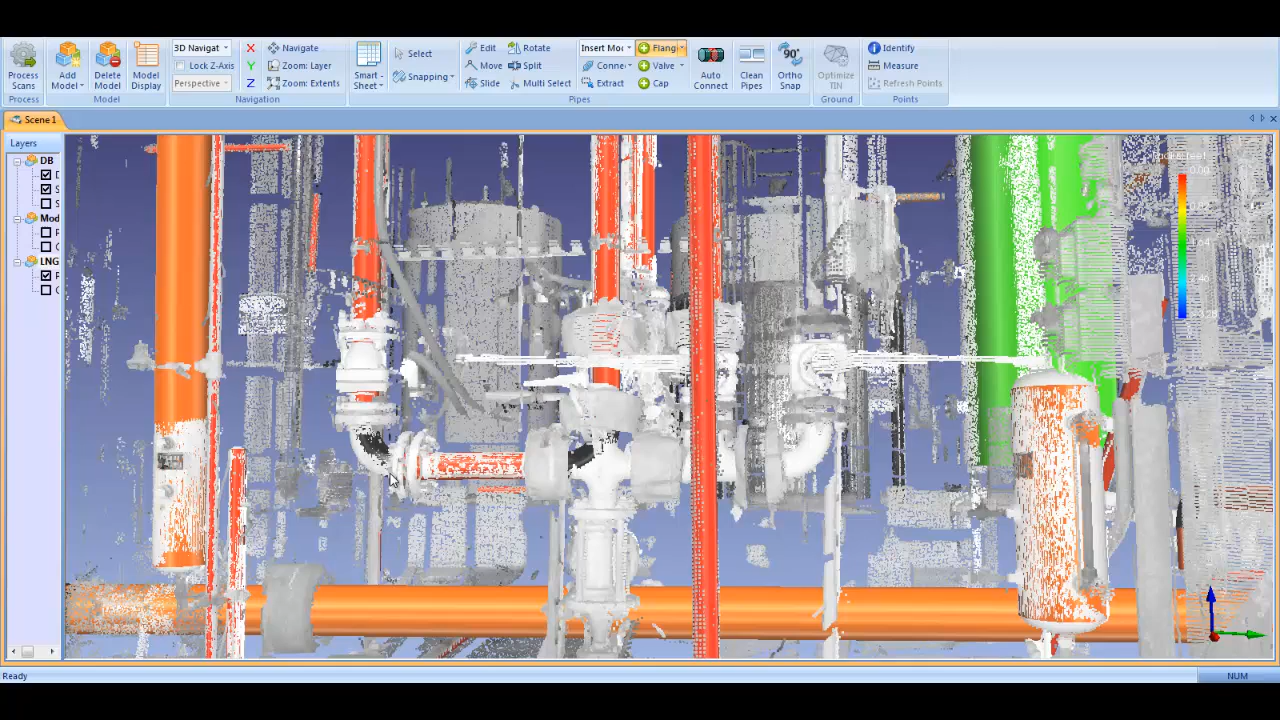 3D Navigat
Navigate
Select
Edit
Rotate
Insert Moc
Flang
Identify
Process Scans
Add Model
Delete Model
Model Display
Lock Z-Axis
X
Y
Z
Zoom: Layer
Smart - Sheet
Snapping
Move
Split
Conne
Valve
Auto Connect
Clean Pipes
90°
Ortho Snap
Optimize TIN
Measure
Perspective
Zoom: Extents
Slide
Multi Select
Extract
Cap
Refresh Points
Process
Model
Navigation
Pipes
Ground
Points
Scene1
Layers
DB
Mod
LNG
Ready
NUM